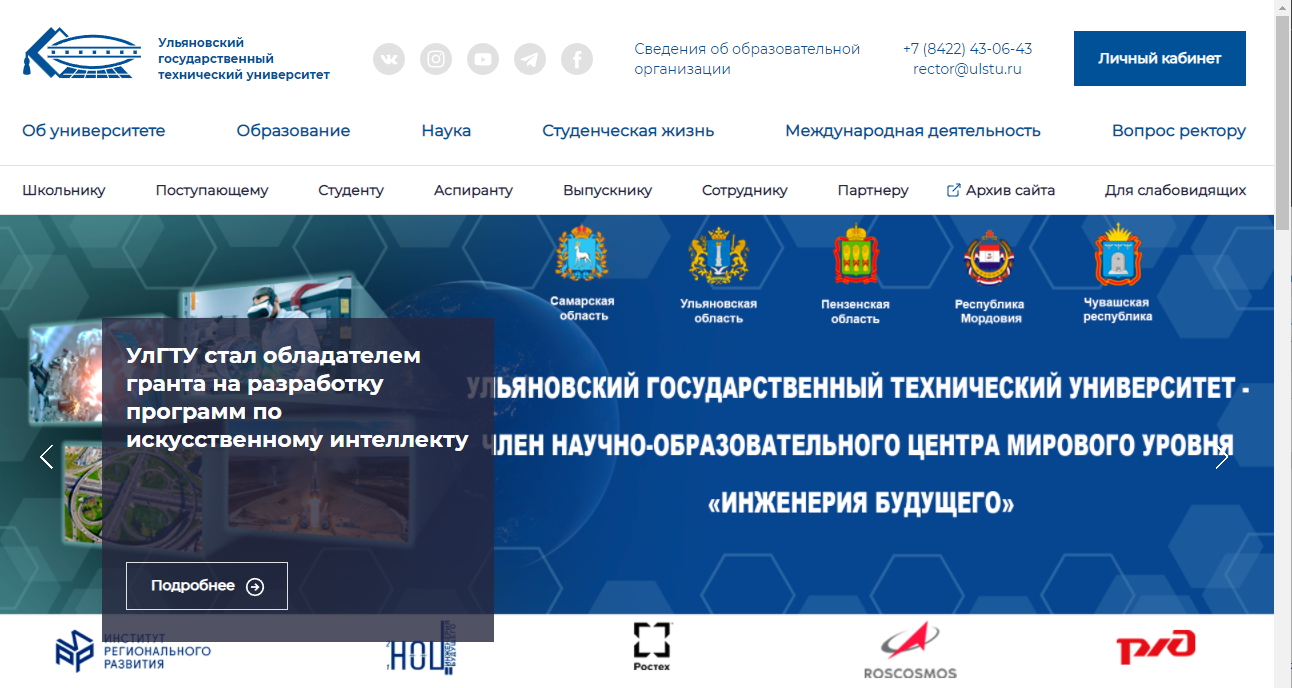 Ульяновский
государственный
технический университет
Сведения об образовательной
организации
+7 (8422) 43-06-43
rector@ulstu.ru
Личный кабинет
Об университете
Образование
Наука
Студенческая жизнь
Международная деятельность
Вопрос ректору
Школьнику
Поступающему
Студенту
Аспиранту
Выпускнику
Сотруднику
Партнеру
Архив сайта
Для слабовидящих
Самарская
область
Ульяновская
область
Пензенская
область
Республика
Мордовия
Чувашская
республика
УлГТУ стал обладателем
гранта на разработку
программ по
искусственному интеллекту
УЛЬЯНОВСКИЙ ГОСУДАРСТВЕННЫЙ ТЕХНИЧЕСКИЙ УНИВЕРСИТЕТ -
ЧЛЕН НАУЧНО-ОБРАЗОВАТЕЛЬНОГО ЦЕНТРА МИРОВОГО УРОВНЯ
«ИНЖЕНЕРИЯ БУДУЩЕГО»
Подробнее
ИНСТИТУТ
РЕГИОНАЛЬНОГО
РАЗВИТИЯ
НОЦ
ИНЖЕНЕРИЯ
БУДУЩЕГО
Ростех
ROSCOSMOS
ржд